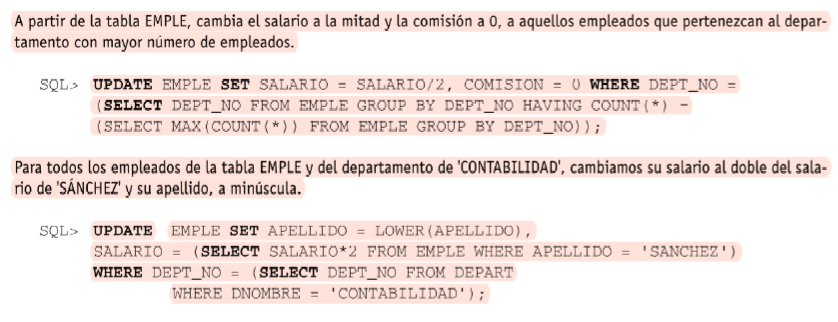 A partir de la tabla EMPLE, cambia el salario a la mitad y la comisión a 0, a aquellos empleados que pertenezcan al depar-
tamento con mayor número de empleados.
SQL> UPDATE EMPLE SET SALARIO = SALARIO/2, COMISION = 0 WHERE DEPT_NO =
(SELECT DEPT_NO FROM EMPLE GROUP BY DEPT_NO HAVING COUNT(*) =
(SELECT MAX(COUNT(*)) FROM EMPLE GROUP BY DEPT_NO));
Para todos los empleados de la tabla EMPLE y del departamento de 'CONTABILIDAD', cambiamos su salario al doble del sala-
rio de 'SÁNCHEZ' y su apellido, a minúscula.
SQL> UPDATE EMPLE SET APELLIDO = LOWER(APELLIDO),
SALARIO = (SELECT SALARIO*2 FROM EMPLE WHERE APELLIDO = 'SANCHEZ')
WHERE DEPT_NO = (SELECT DEPT_NO FROM DEPART
WHERE DNOMBRE = 'CONTABILIDAD');